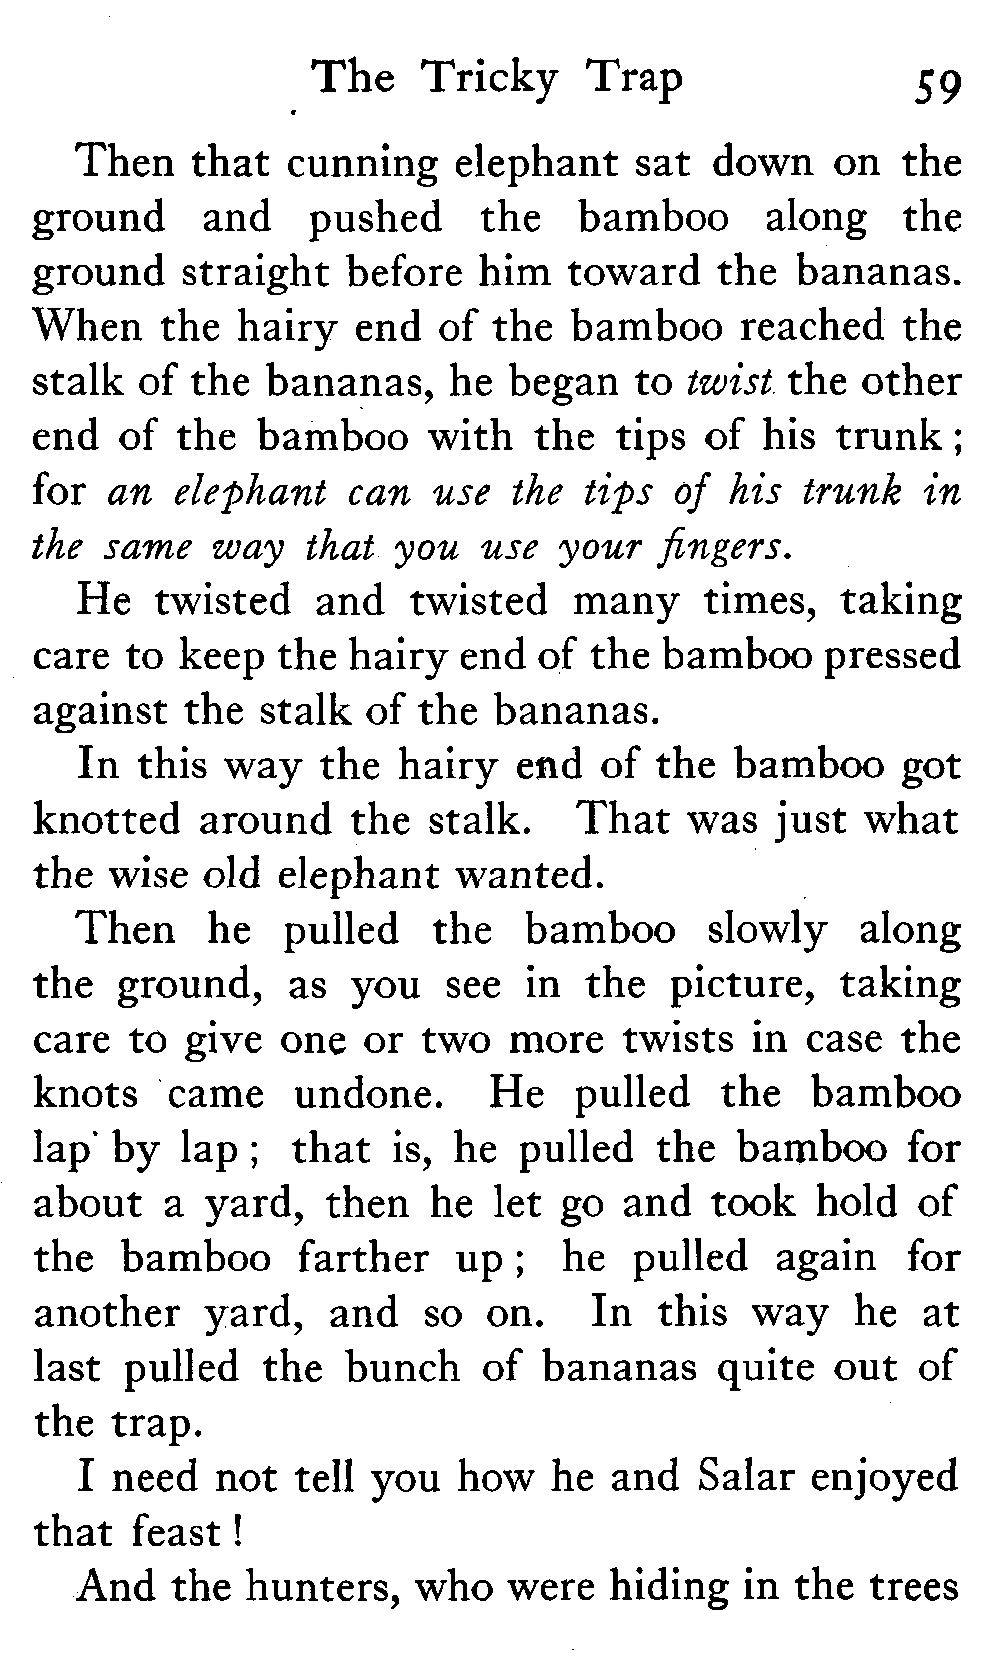 The Tricky Trap 59
Then that cunning elephant sat down on the
ground and pushed the bamboo along the
ground straight before him toward the bananas.
When the hairy end of the bamboo reached the
stalk of the bananas, he began to twist the other
end of the bamboo with the tips of his trunk ;
for an elephant can use the tips of his trunk in
the same way that you use your fingers.
He twisted and twisted many times, taking
care to keep the hairy end of the bamboo pressed
against the stalk of the bananas.
In this way the hairy end of the bamboo got
knotted around the stalk. That was just what
the wise old elephant wanted.
Then he pulled the bamboo slowly along
the ground, as you see in the picture, taking
care to give one or two more twists in case the
knots came undone. He pulled the bamboo
lap by lap ; that is, he pulled the bamboo for
about a yard, then he let go and took hold of
the bamboo farther up ; he pulled again for
another yard, and so on. In this way he at
last pulled the bunch of bananas quite out of
the trap.
I need not tell you how he and Salar enjoyed
that feast !
And the hunters, who were hiding in the trees